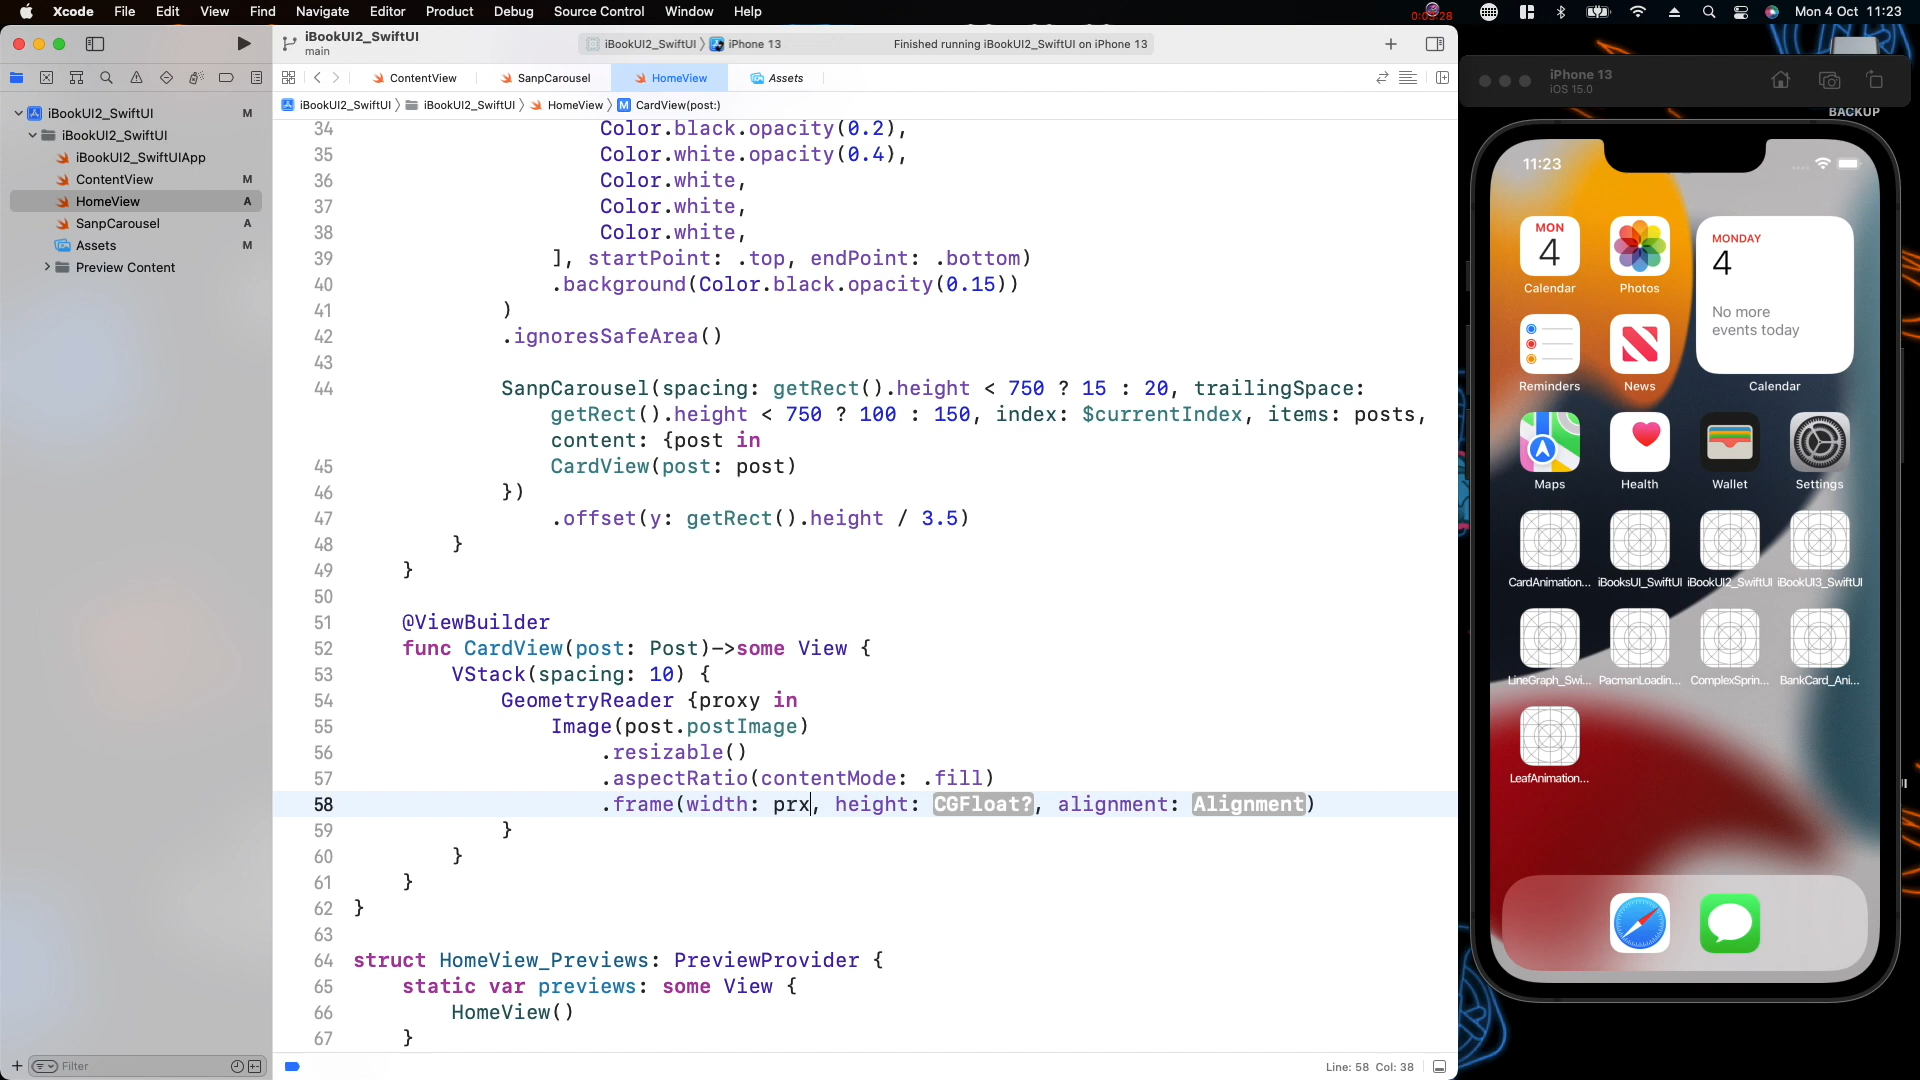 Xcode File Edit View Find Navigate Editor Product Debug Source Control Window Help
Mon 4 Oct 11:23
iBookUI2_SwiftUI
main
iBookUI2_SwiftUI iPhone 13
Finished running iBookUI2_SwiftUI on iPhone 13
ContentView SanpCarousel HomeView Assets
iBookUI2_SwiftUI iBookUI2_SwiftUI HomeView M CardView(post:)
iBookUI2_SwiftUI M
iBookUI2_SwiftUI
iBookUI2_SwiftUIApp
ContentView M
HomeView A
SanpCarousel A
Assets M
Preview Content
Filter
34 Color.black.opacity(0.2),
35 Color.white.opacity(0.4),
36 Color.white,
37 Color.white,
38 Color.white,
39 ], startPoint: .top, endPoint: .bottom)
40 .background(Color.black.opacity(0.15))
41 )
42 .ignoresSafeArea()
43
44 SanpCarousel(spacing: getRect().height < 750 ? 15 : 20, trailingSpace:
getRect().height < 750 ? 100 : 150, index: $currentIndex, items: posts,
content: {post in
45 CardView(post: post)
46 })
47 .offset(y: getRect().height / 3.5)
48 }
49 }
50
51 @ViewBuilder
52 func CardView(post: Post)->some View {
53 VStack(spacing: 10) {
54 GeometryReader {proxy in
55 Image(post.postImage)
56 .resizable()
57 .aspectRatio(contentMode: .fill)
58 .frame(width: prx, height: CGFloat?, alignment: Alignment)
59 }
60 }
61 }
62 }
63
64 struct HomeView_Previews: PreviewProvider {
65 static var previews: some View {
66 HomeView()
67 }
Line: 58 Col: 38
iPhone 13
iOS 15.0
BACKUP
11:23
MON
4
Calendar
Photos
MONDAY
4
No more
events today
Calendar
Reminders
News
Maps
Health
Wallet
Settings
CardAnimation... iBooksUI_SwiftUI iBookUI2_SwiftUI iBookUI3_SwiftUI
LineGraph_Swi... PacmanLoadin... ComplexSprin... BankCard_Ani...
LeafAnimation...